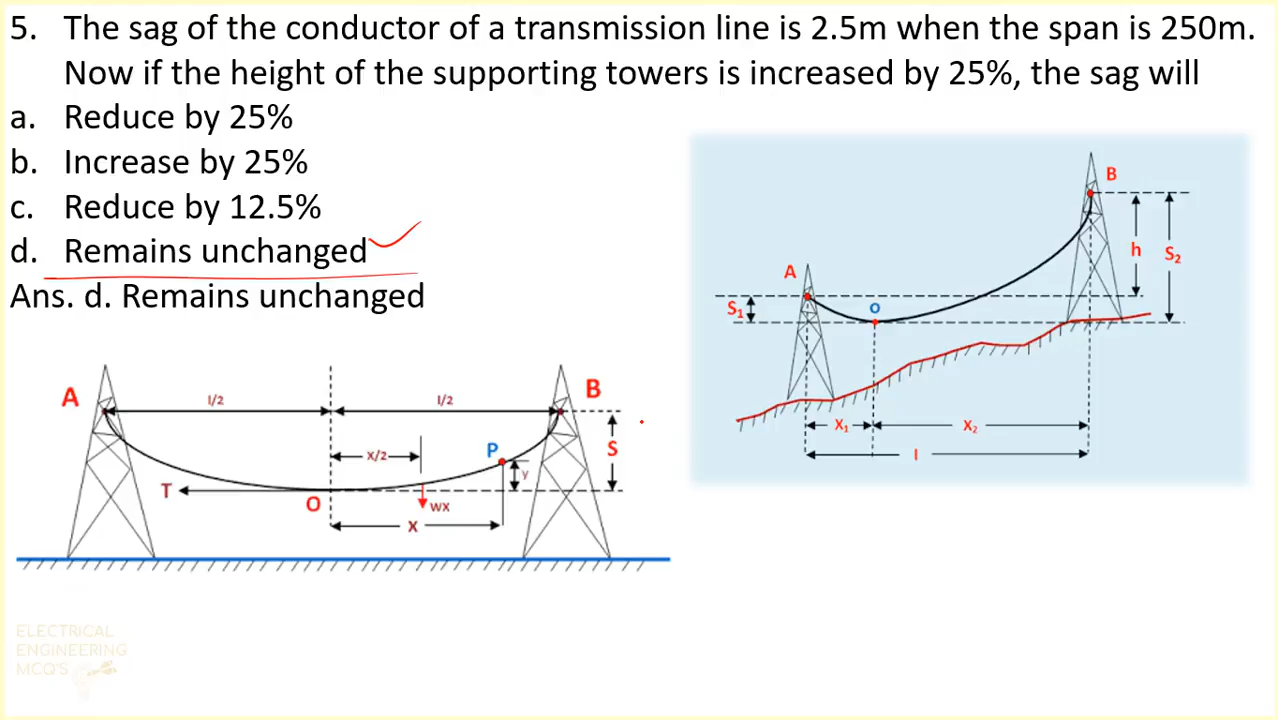 5. The sag of the conductor of a transmission line is 2.5m when the span is 250m.
Now if the height of the supporting towers is increased by 25%, the sag will
a. Reduce by 25%
b. Increase by 25%
c. Reduce by 12.5%
d. Remains unchanged
Ans. d. Remains unchanged
A
l/2
l/2
B
X/2
P
S
y
T
O
wx
X
B
A
h
S₂
S₁
O
X₁
X₂
l
ELECTRICAL
ENGINEERING
MCQ'S